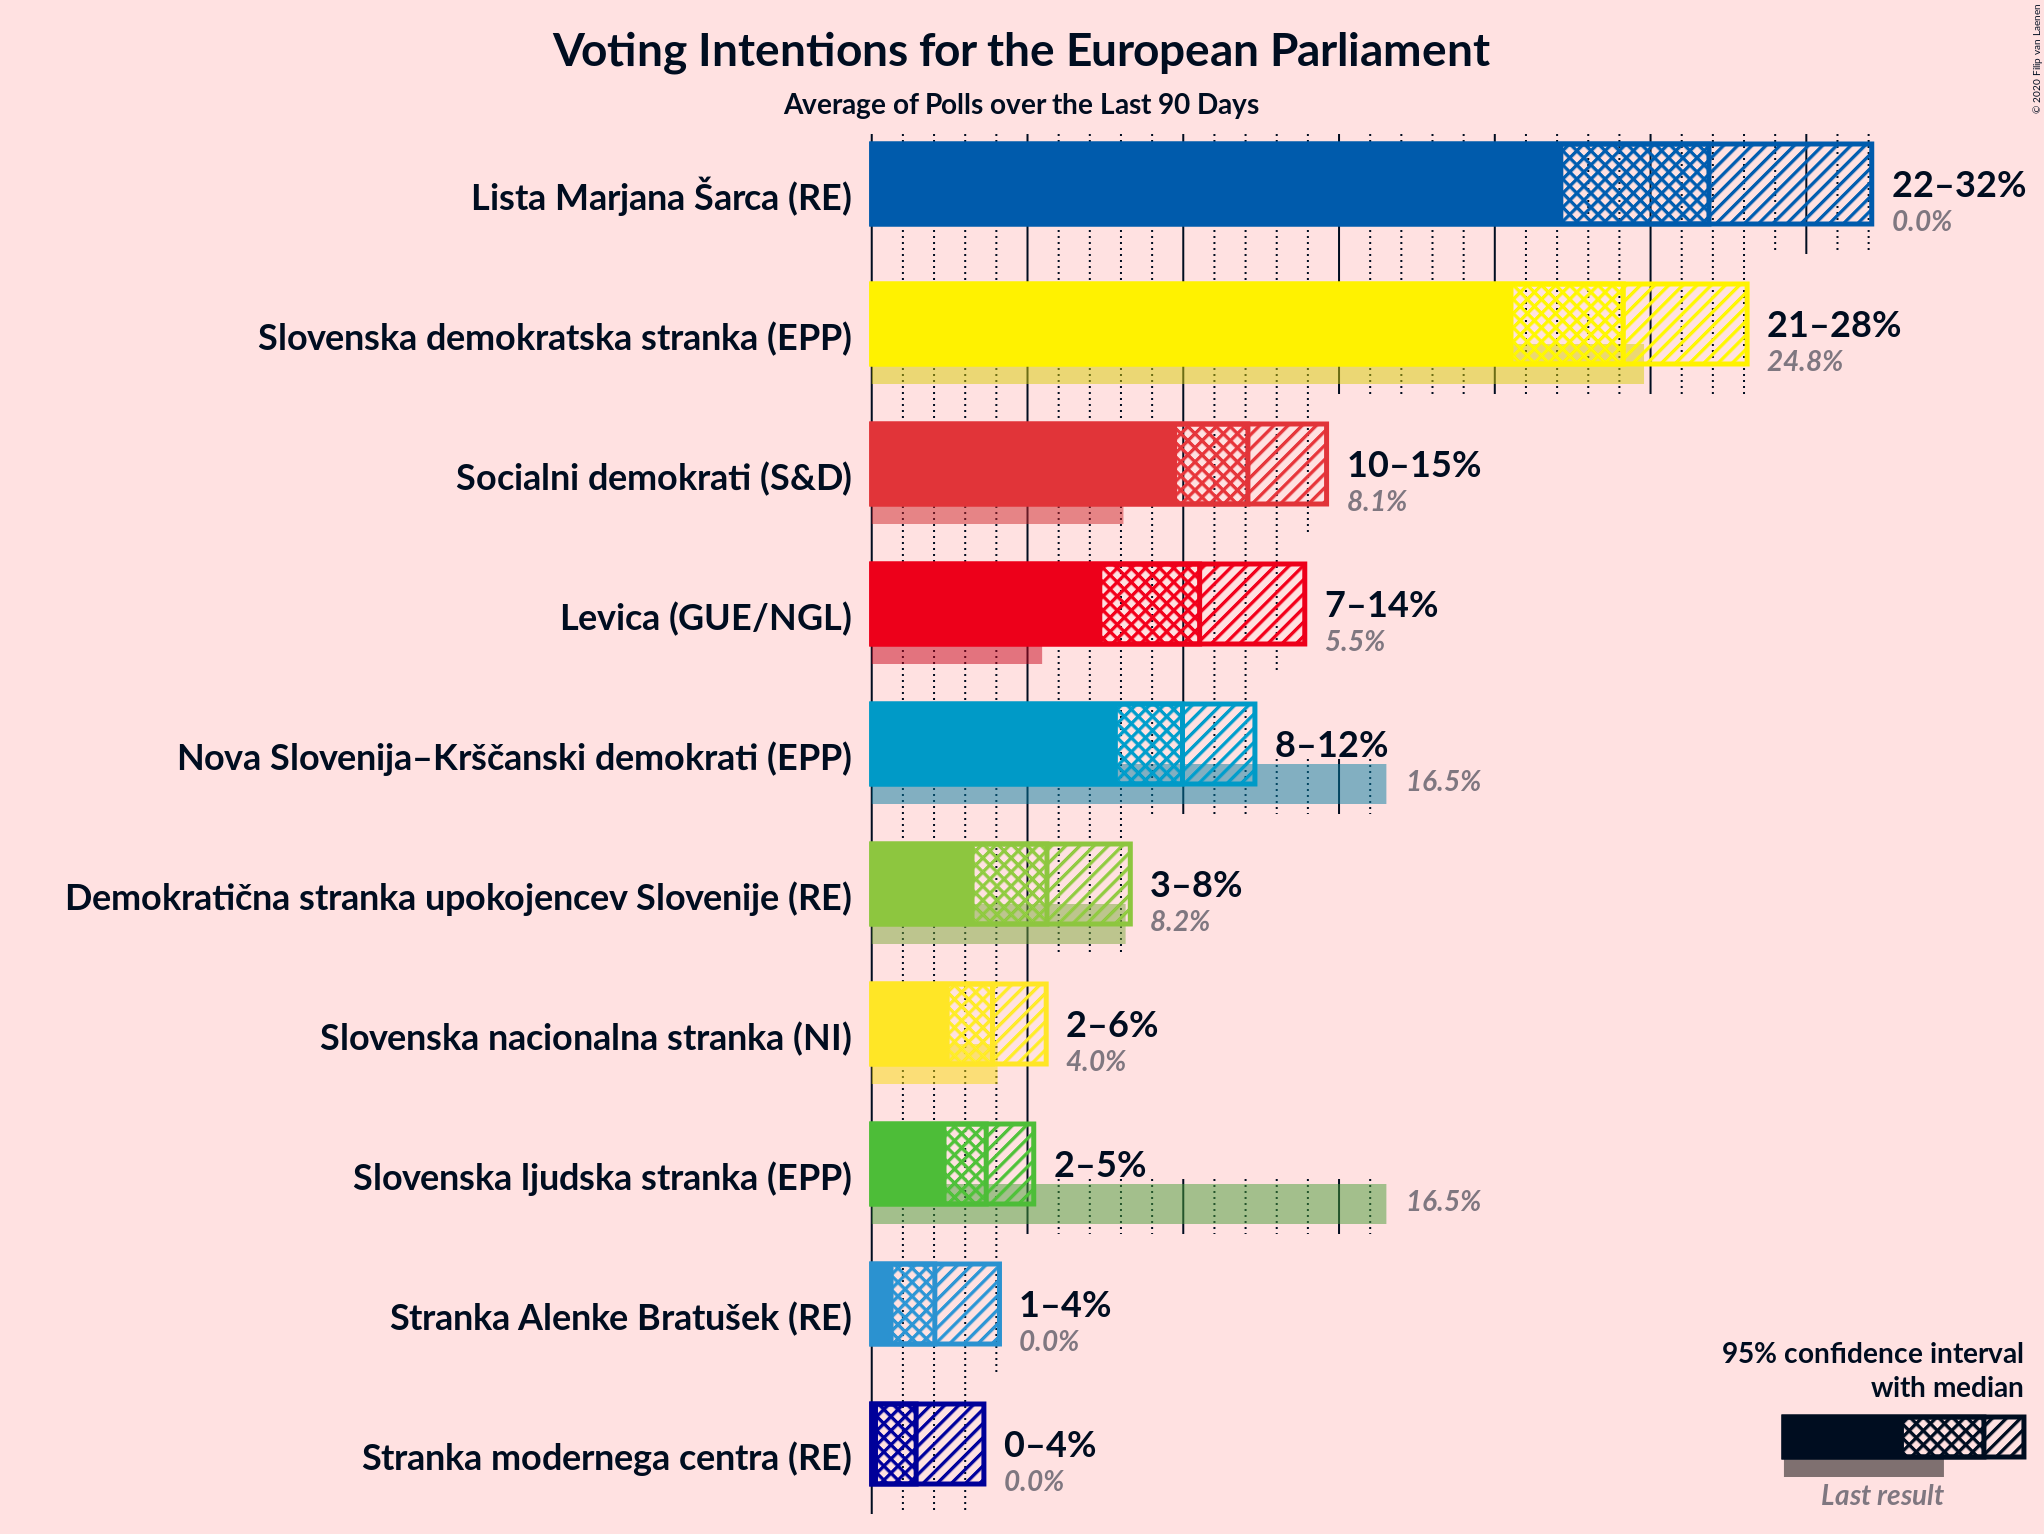 © 2020 Filip van Laenen
Voting Intentions for the European Parliament
Average of Polls over the Last 90 Days
Lista Marjana Šarca (RE)
22–32%
0.0%
Slovenska demokratska stranka (EPP)
21–28%
24.8%
Socialni demokrati (S&D)
10–15%
8.1%
Levica (GUE/NGL)
7–14%
5.5%
Nova Slovenija–Krščanski demokrati (EPP)
8–12%
16.5%
Demokratična stranka upokojencev Slovenije (RE)
3–8%
8.2%
Slovenska nacionalna stranka (NI)
2–6%
4.0%
Slovenska ljudska stranka (EPP)
2–5%
16.5%
Stranka Alenke Bratušek (RE)
1–4%
0.0%
Stranka modernega centra (RE)
0–4%
0.0%
95% confidence interval
with median
Last result